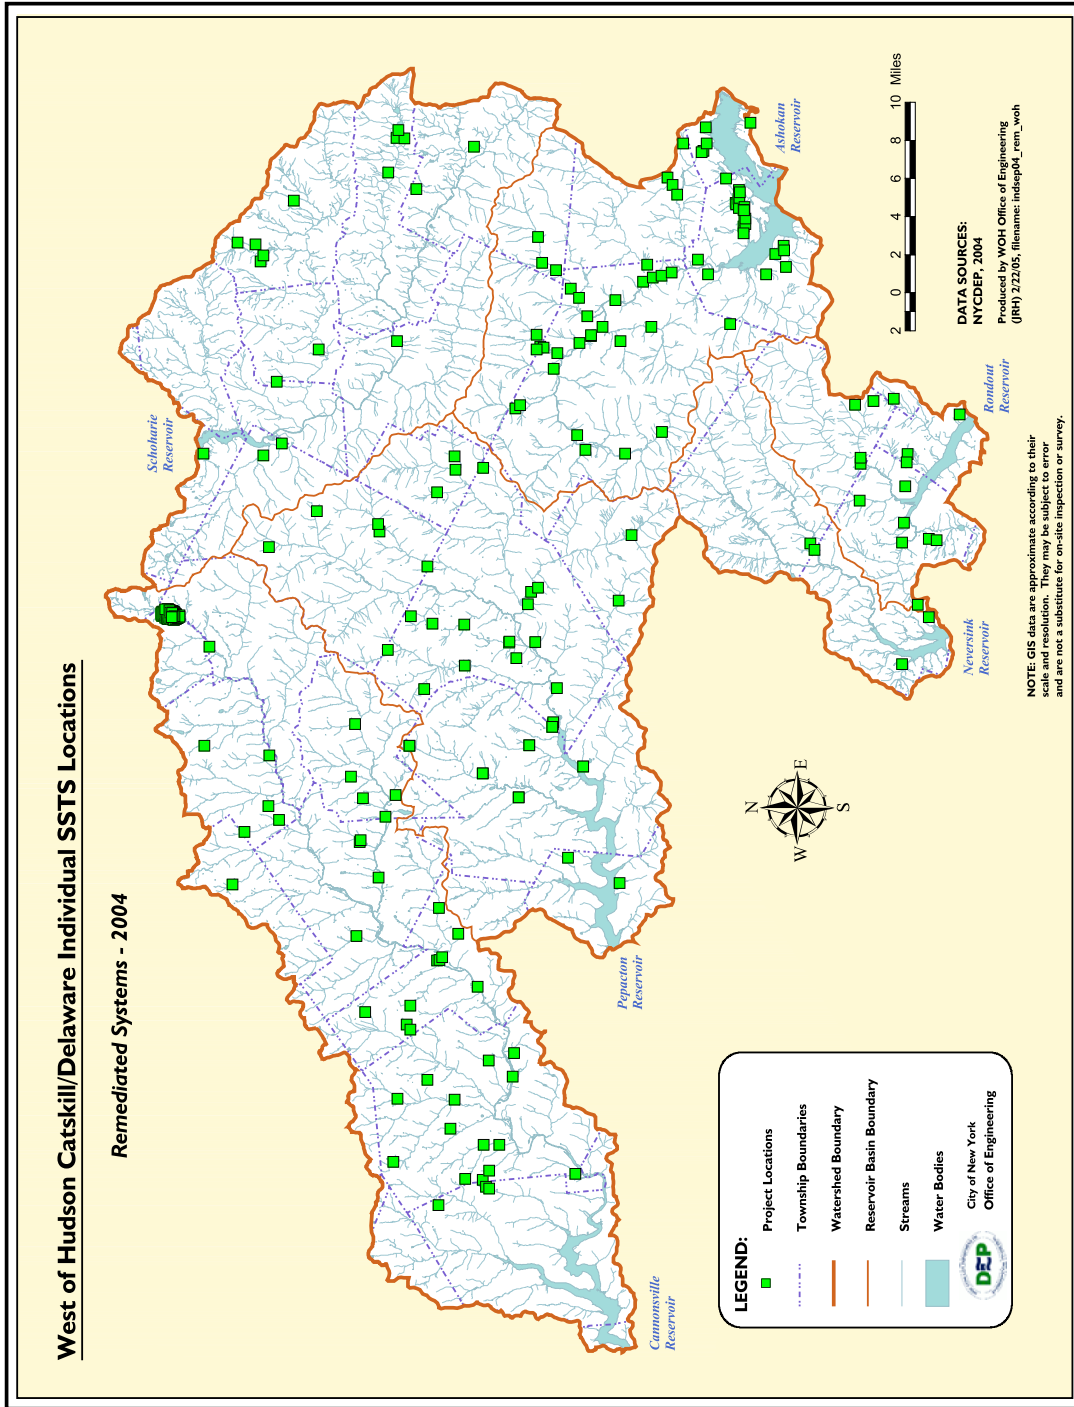 West of Hudson Catskill/Delaware Individual SSTS Locations
Remediated Systems - 2004
Schoharie
Reservoir
Ashokan
Reservoir
Rondout
Reservoir
Neversink
Reservoir
Pepacton
Reservoir
Cannonsville
Reservoir
N
W
E
S
2 0 2 4 6 8 10 Miles
DATA SOURCES:
NYCDEP, 2004
Produced by WOH Office of Engineering
(JRH) 2/22/05, filename: indsep04_rem_woh
NOTE: GIS data are approximate according to their
scale and resolution. They may be subject to error
and are not a substitute for on-site inspection or survey.
LEGEND:
Project Locations
Township Boundaries
Watershed Boundary
Reservoir Basin Boundary
Streams
Water Bodies
DEP
City of New York
Office of Engineering